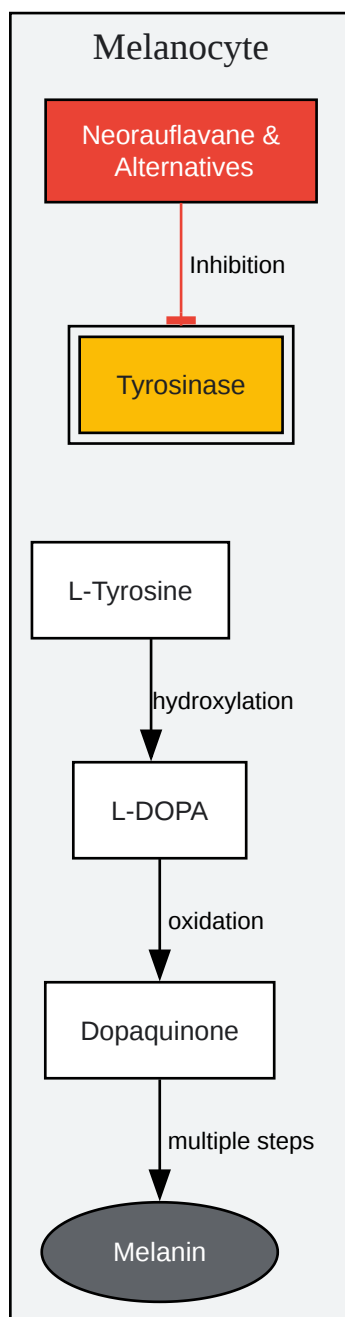 Melanocyte
Neorauflavane &
Alternatives
Inhibition
Tyrosinase
L-Tyrosine
hydroxylation
L-DOPA
oxidation
Dopaquinone
multiple steps
Melanin